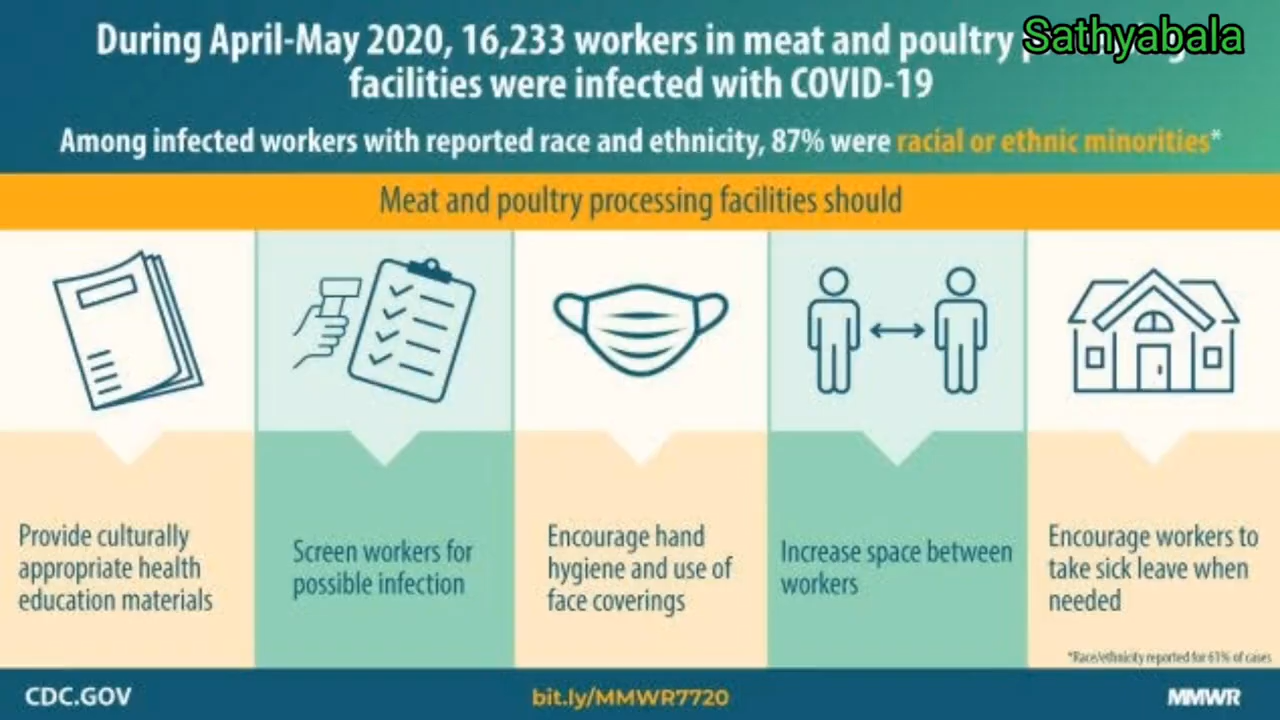 During April-May 2020, 16,233 workers in meat and poultry
Sathyabala
facilities were infected with COVID-19
Among infected workers with reported race and ethnicity, 87% were racial or ethnic minorities*
Meat and poultry processing facilities should
Provide culturally
appropriate health
education materials
Screen workers for
possible infection
Encourage hand
hygiene and use of
face coverings
Increase space between
workers
Encourage workers to
take sick leave when
needed
*Race/ethnicity reported for 61% of cases
CDC.GOV
bit.ly/MMWR7720
MMWR